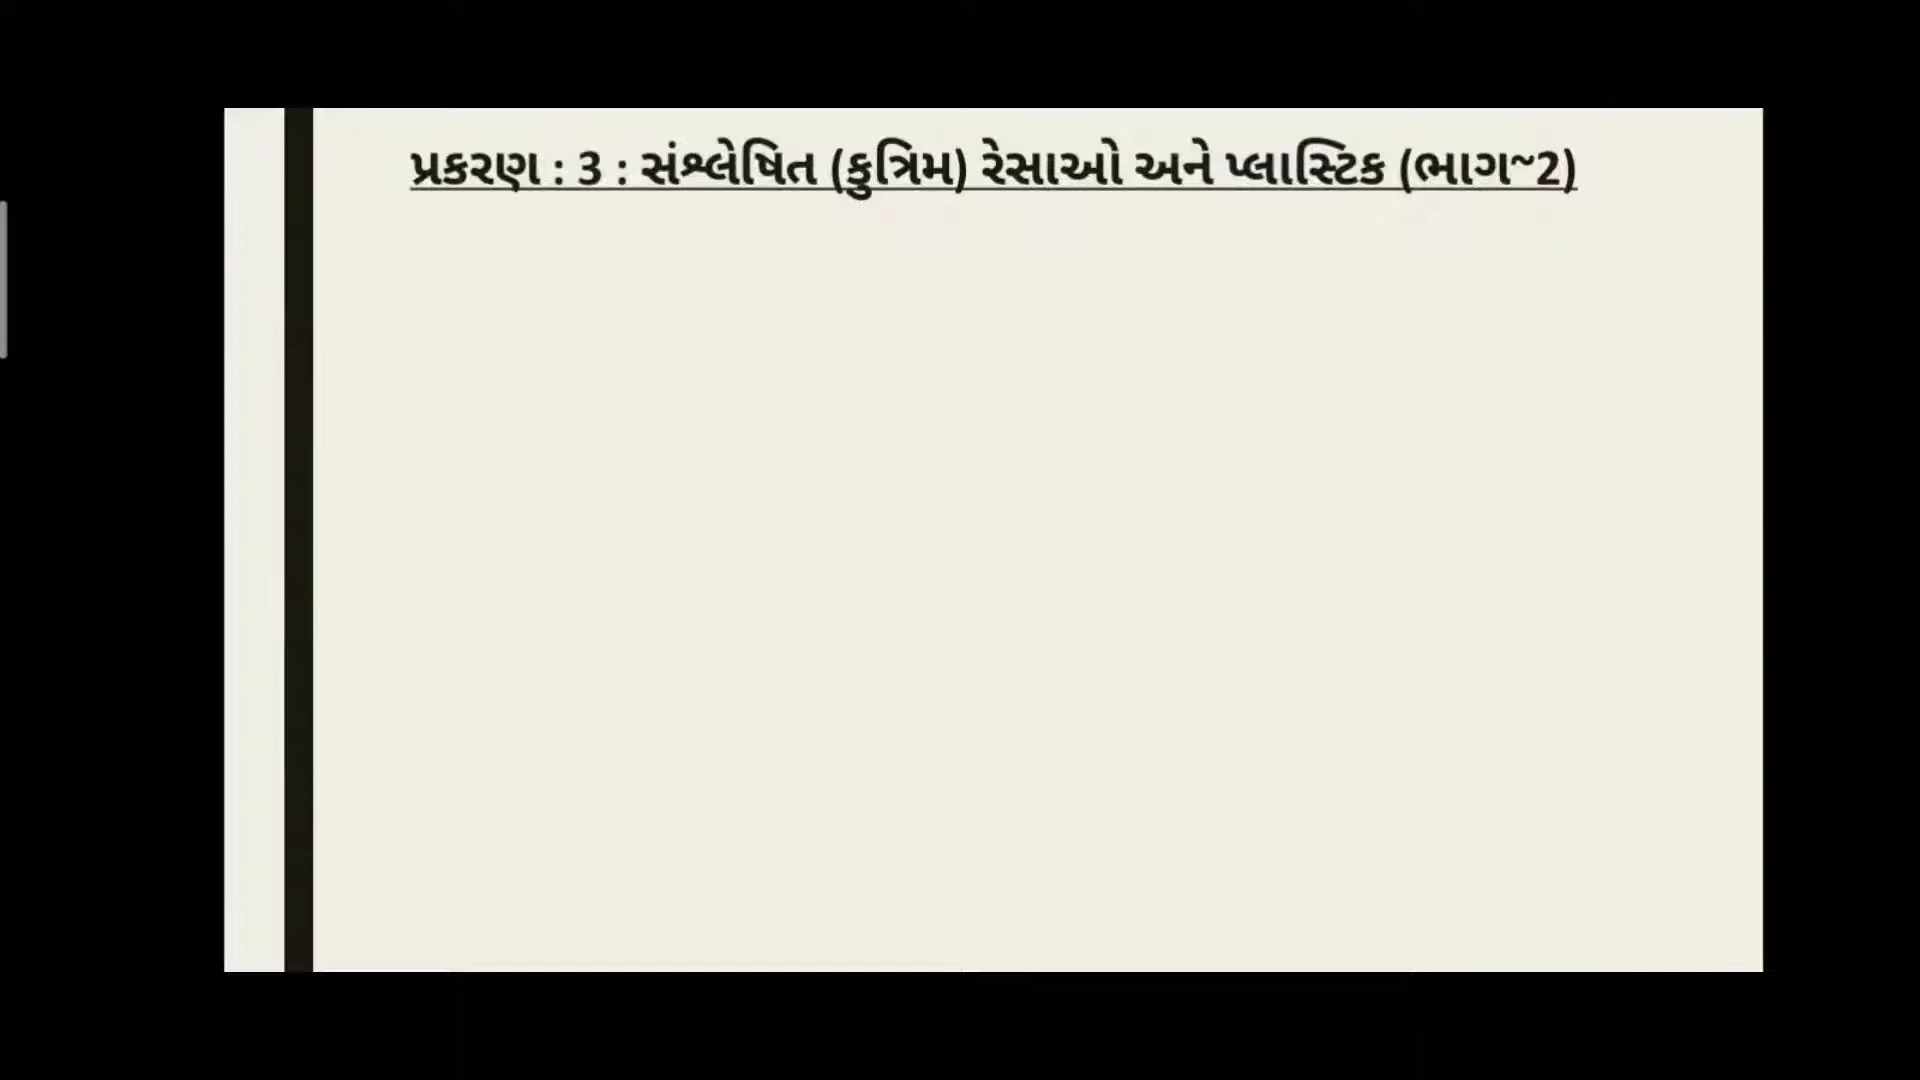 પ્રકરણ : 3 : સંશ્લેષિત (કુત્રિમ) રેસાઓ અને પ્લાસ્ટિક (ભાગ~2)